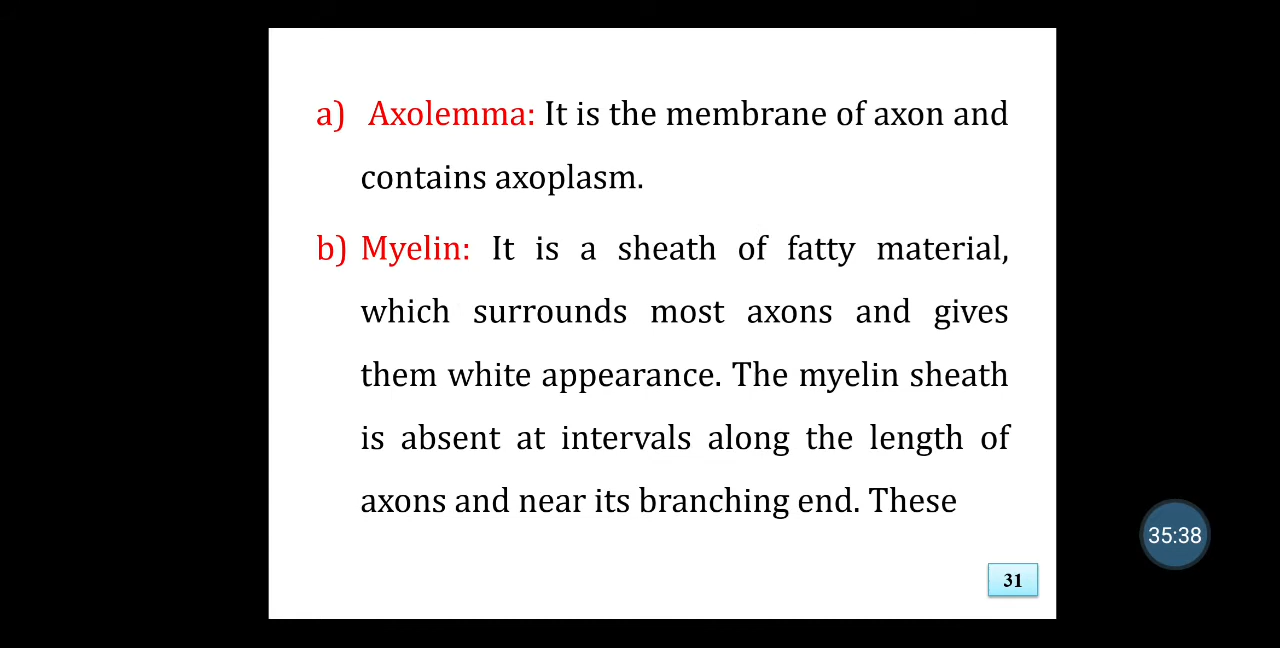 a) Axolemma: It is the membrane of axon and
contains axoplasm.
b) Myelin: It is a sheath of fatty material,
which surrounds most axons and gives
them white appearance. The myelin sheath
is absent at intervals along the length of
axons and near its branching end. These
35:38
31